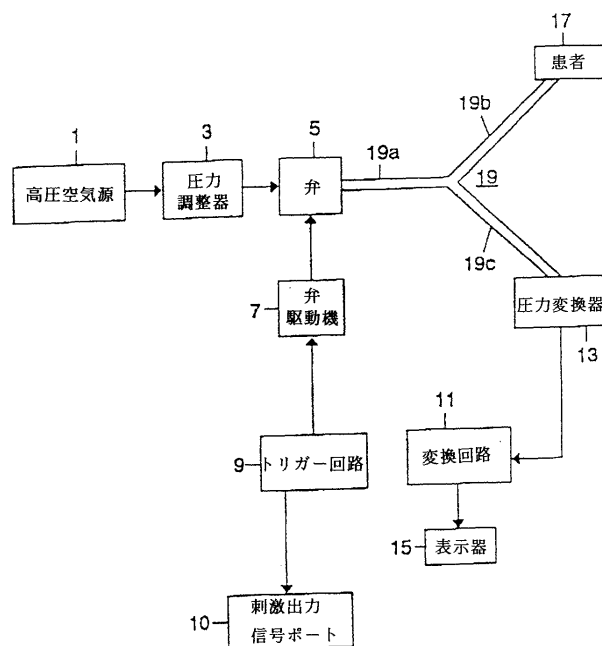 17
患者
19b
1
3
5
19a
高圧空気源
圧力
調整器
弁
19
19c
7
弁
駆動機
圧力変換器
13
11
変換回路
9
トリガー回路
15
表示器
10
刺激出力
信号ポート